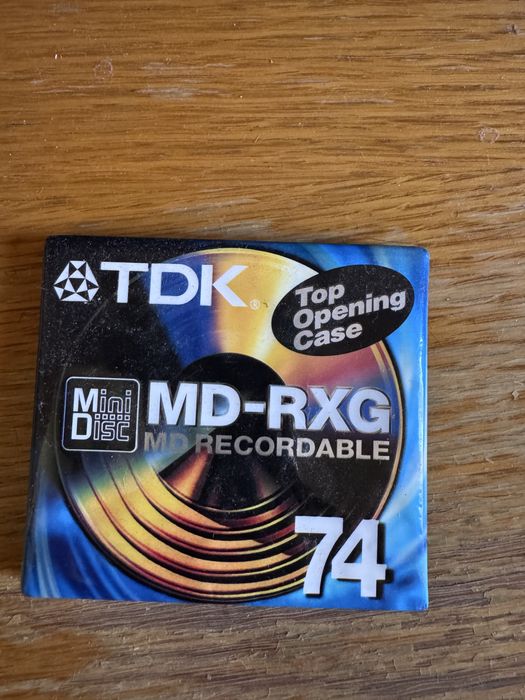 TDK®
Top
Opening
Case
Mini
Disc
MD-RXG
MD RECORDABLE
74